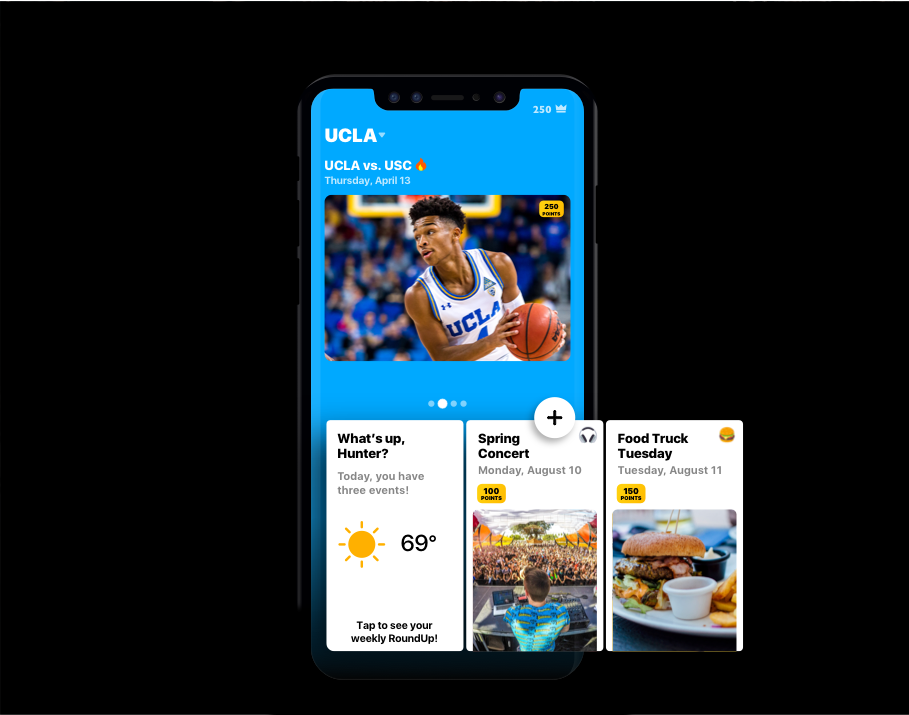 250
UCLA
UCLA vs. USC
Thursday, April 13
250
POINTS
UCLA
What's up,
Hunter?
Today, you have
three events!
69°
Tap to see your
weekly RoundUp!
Spring
Concert
Monday, August 10
100
POINTS
Food Truck
Tuesday
Tuesday, August 11
150
POINTS